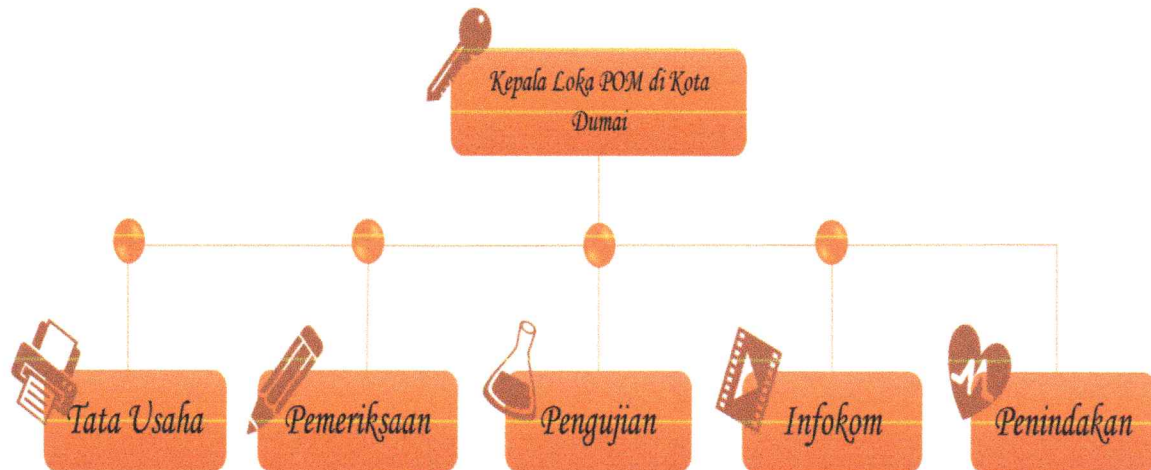 Kepala Loka POM di Kota
Dumai
Tata Usaha
Pemeriksaan
Pengujian
Infokom
Penindakan